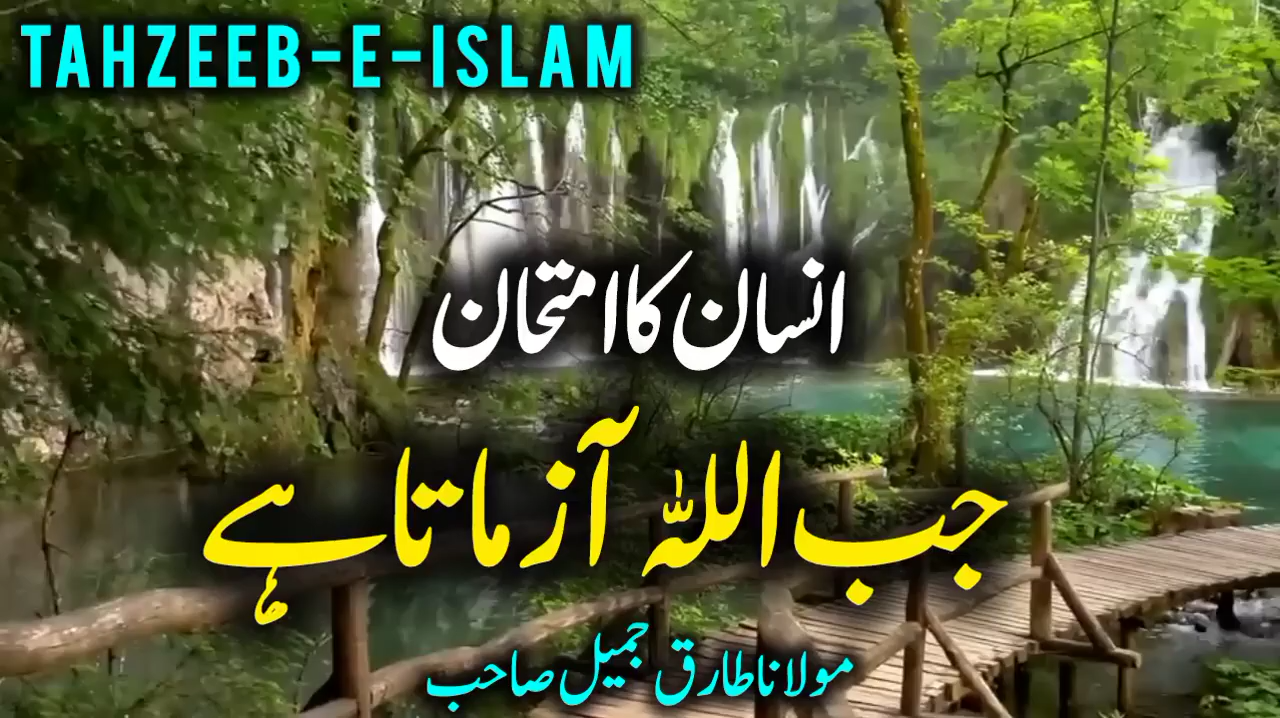 TAHZEEB-E-ISLAM
انسان کا امتحان
جب اللہ آزماتا ہے
مولانا طارق جمیل صاحب